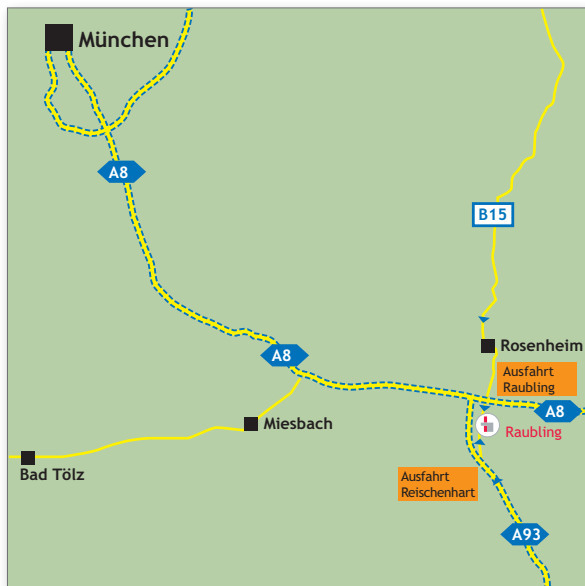 München
A8
B15
A8
Rosenheim
Ausfahrt
Raubling
A8
Raubling
Miesbach
Bad Tölz
Ausfahrt
Reischenhart
A93